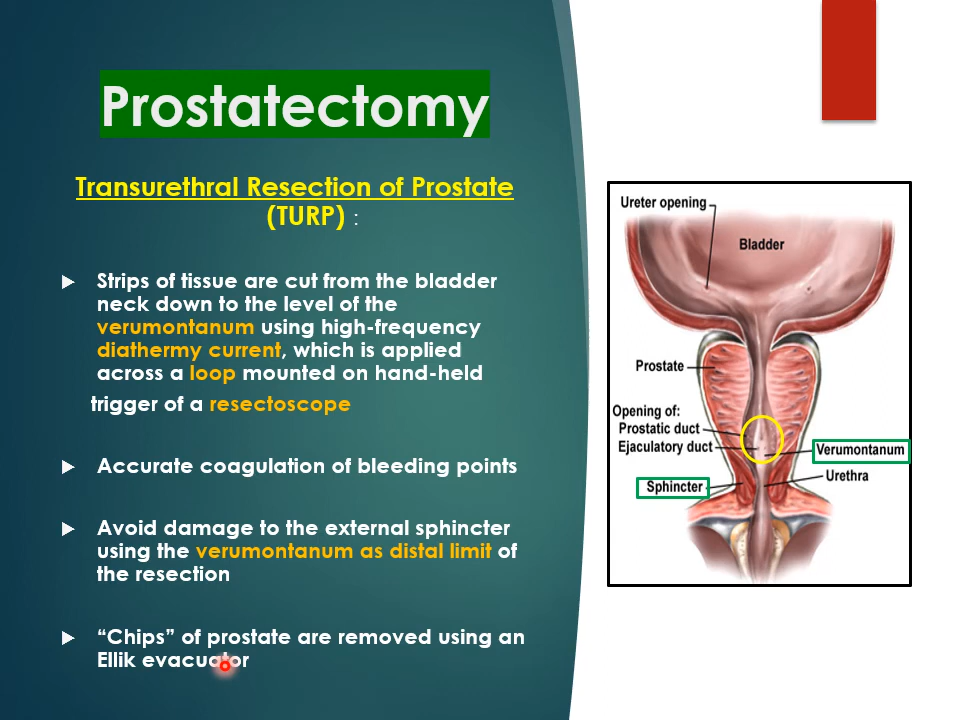 Prostatectomy
Transurethral Resection of Prostate
(TURP) :
Strips of tissue are cut from the bladder
neck down to the level of the
verumontanum using high-frequency
diathermy current, which is applied
across a loop mounted on hand-held
trigger of a resectoscope
Accurate coagulation of bleeding points
Avoid damage to the external sphincter
using the verumontanum as distal limit of
the resection
“Chips” of prostate are removed using an
Ellik evacuator
Ureter opening
Bladder
Prostate
Opening of:
Prostatic duct
Ejaculatory duct
Verumontanum
Urethra
Sphincter